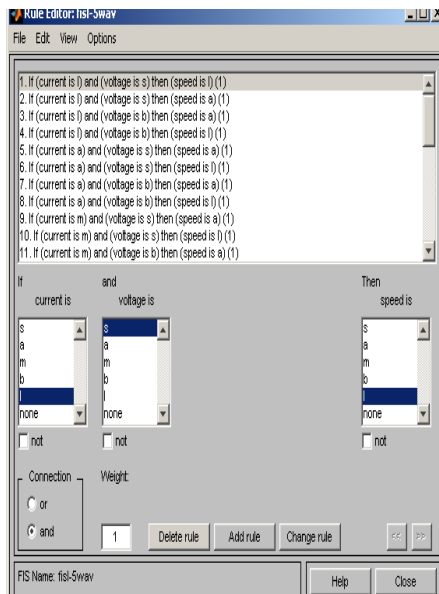 Rule Editor: fisl-5wav
File Edit View Options
1. If (current is l) and (voltage is s) then (speed is l) (1)
2. If (current is l) and (voltage is s) then (speed is a) (1)
3. If (current is l) and (voltage is b) then (speed is a) (1)
4. If (current is l) and (voltage is b) then (speed is l) (1)
5. If (current is a) and (voltage is s) then (speed is a) (1)
6. If (current is a) and (voltage is s) then (speed is l) (1)
7. If (current is a) and (voltage is b) then (speed is a) (1)
8. If (current is a) and (voltage is b) then (speed is l) (1)
9. If (current is m) and (voltage is s) then (speed is a) (1)
10. If (current is m) and (voltage is s) then (speed is l) (1)
11. If (current is m) and (voltage is b) then (speed is a) (1)
If and Then
current is voltage is speed is
s s s
a a a
m m m
b b b
l l l
none none none
not not not
Connection Weight:
or
and 1 Delete rule Add rule Change rule << >>
FIS Name: fisl-5wav Help Close